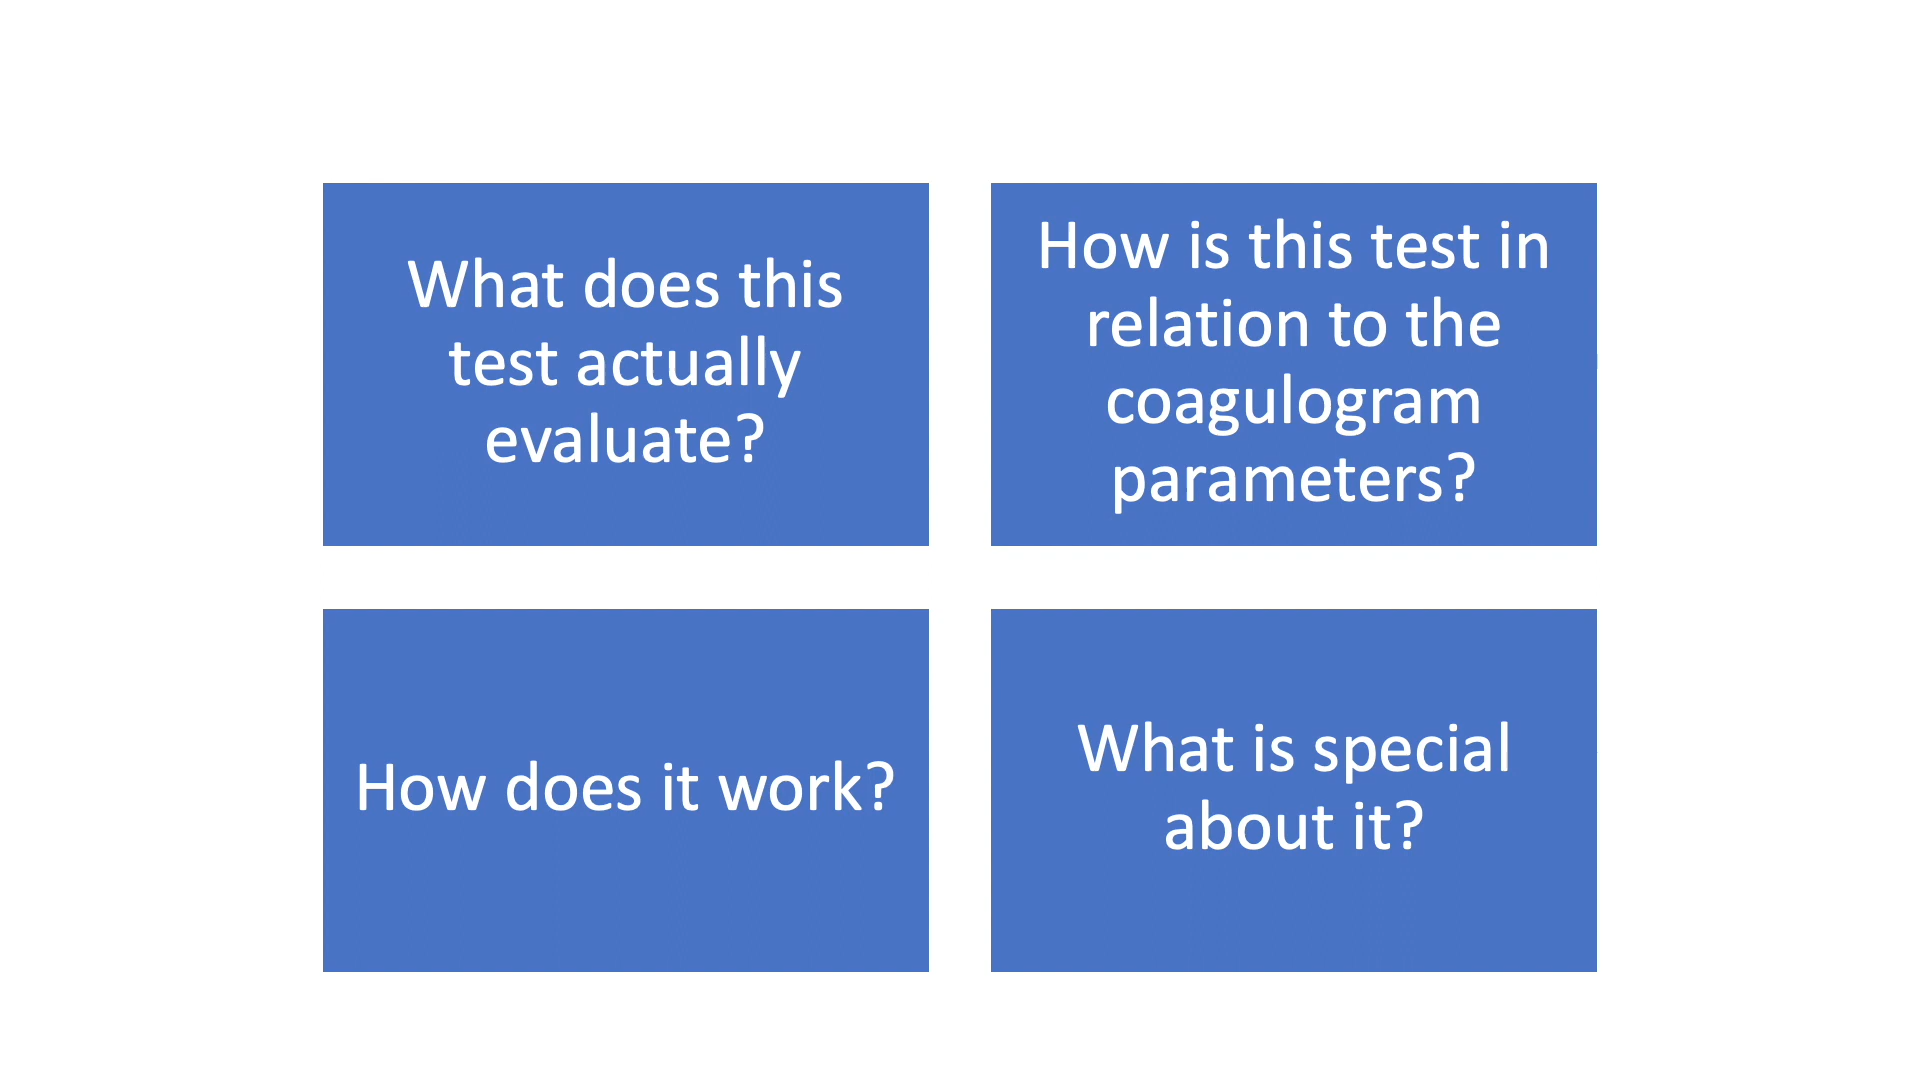 What does this
test actually
evaluate?
How is this test in
relation to the
coagulogram
parameters?
How does it work?
What is special
about it?